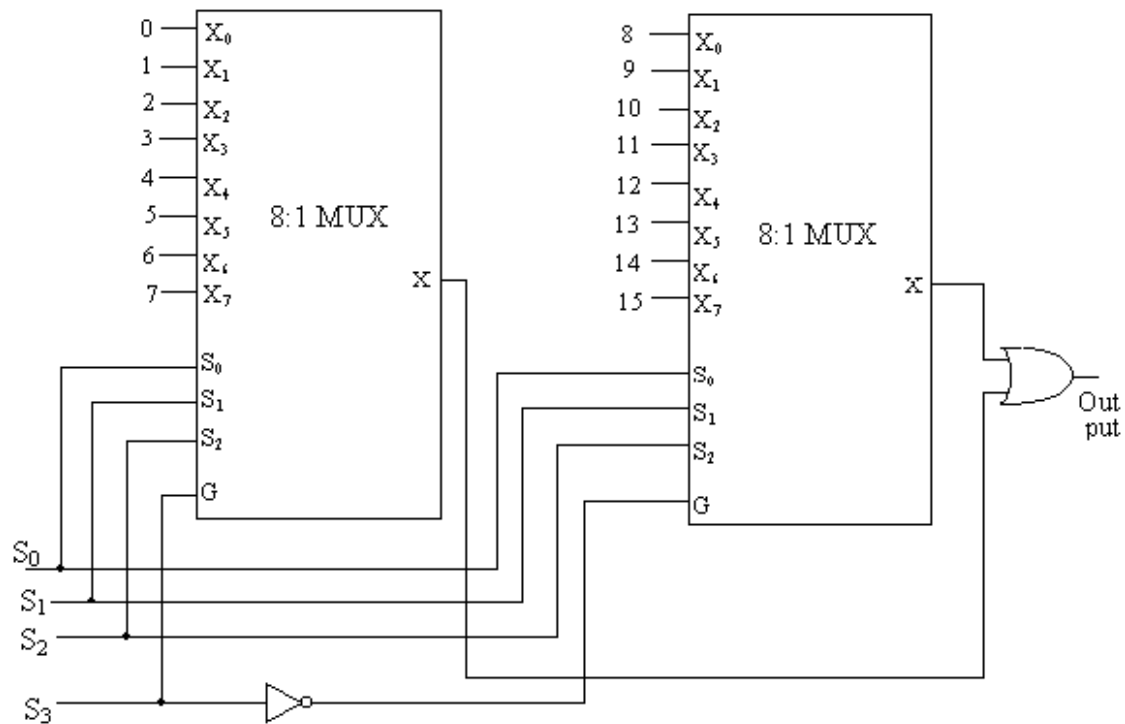 0 X₀
1 X₁
2 X₂
3 X₃
4 X₄
5 X₅
6 X₆
7 X₇
8:1 MUX
X
S₀
S₁
S₂
G
8 X₀
9 X₁
10 X₂
11 X₃
12 X₄
13 X₅
14 X₆
15 X₇
8:1 MUX
X
S₀
S₁
S₂
G
Out
put
S₀
S₁
S₂
S₃